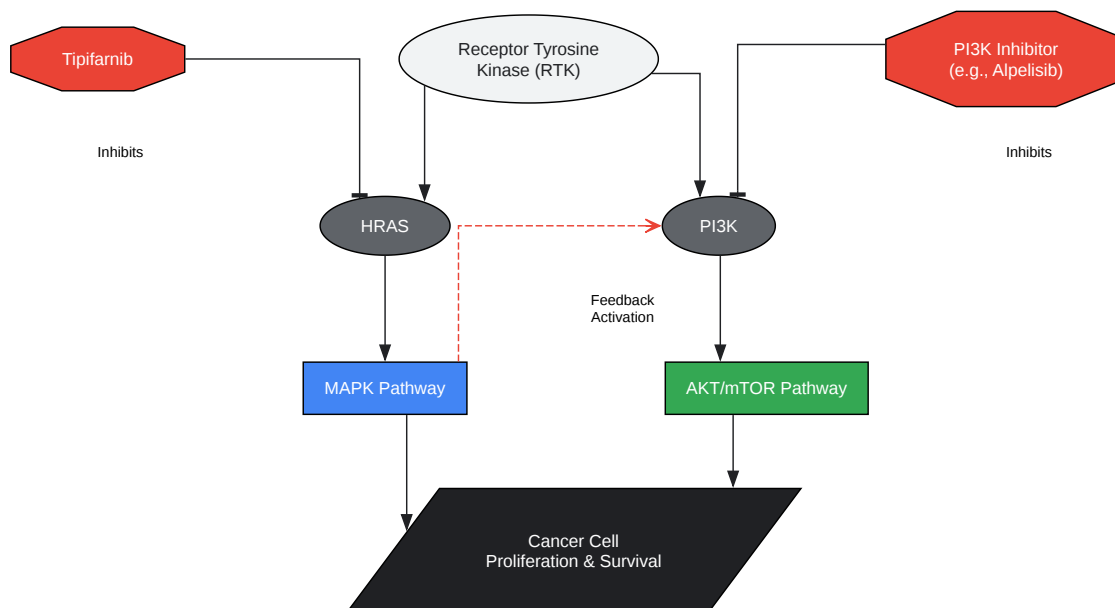 Tipifarnib
Receptor Tyrosine
Kinase (RTK)
PI3K Inhibitor
(e.g., Alpelisib)
Inhibits
Inhibits
HRAS
PI3K
Feedback
Activation
MAPK Pathway
AKT/mTOR Pathway
Cancer Cell
Proliferation & Survival